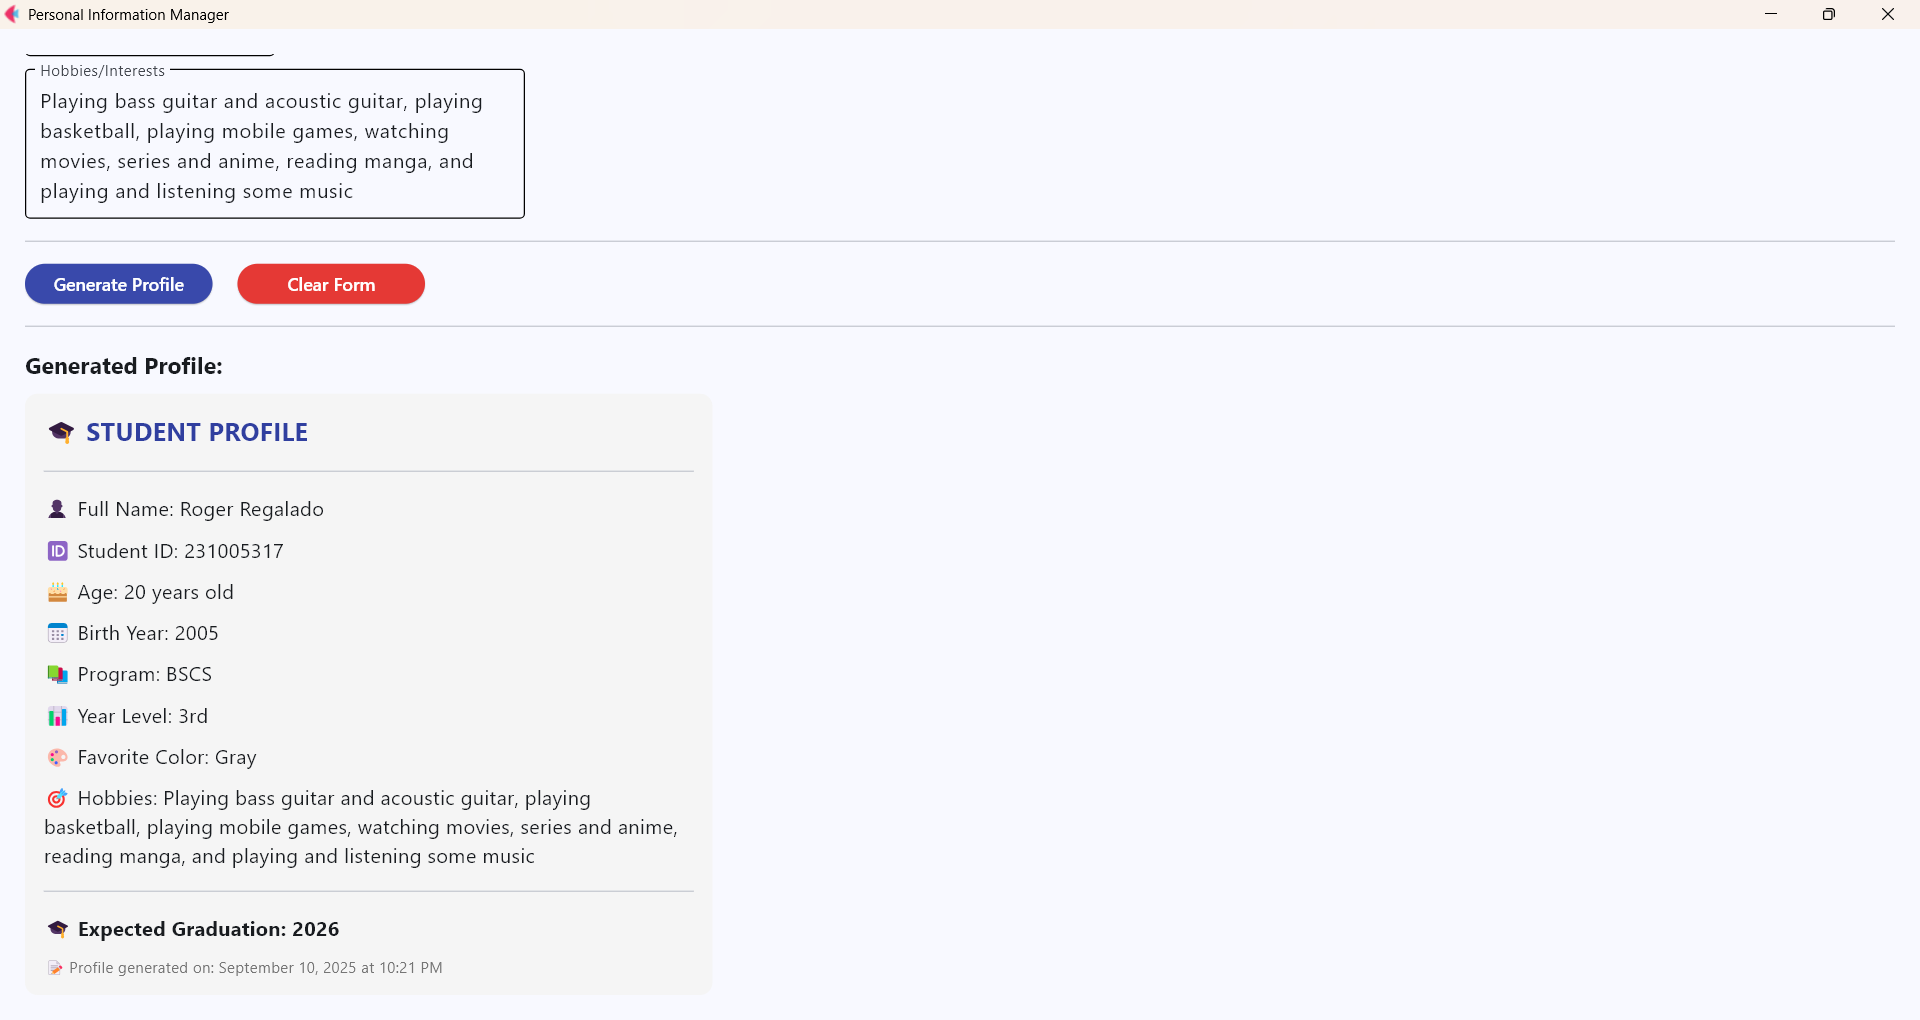 Personal Information Manager
Hobbies/Interests
Playing bass guitar and acoustic guitar, playing
basketball, playing mobile games, watching
movies, series and anime, reading manga, and
playing and listening some music
Generate Profile
Clear Form
Generated Profile:
STUDENT PROFILE
Full Name: Roger Regalado
ID Student ID: 231005317
Age: 20 years old
Birth Year: 2005
Program: BSCS
Year Level: 3rd
Favorite Color: Gray
Hobbies: Playing bass guitar and acoustic guitar, playing
basketball, playing mobile games, watching movies, series and anime,
reading manga, and playing and listening some music
Expected Graduation: 2026
Profile generated on: September 10, 2025 at 10:21 PM